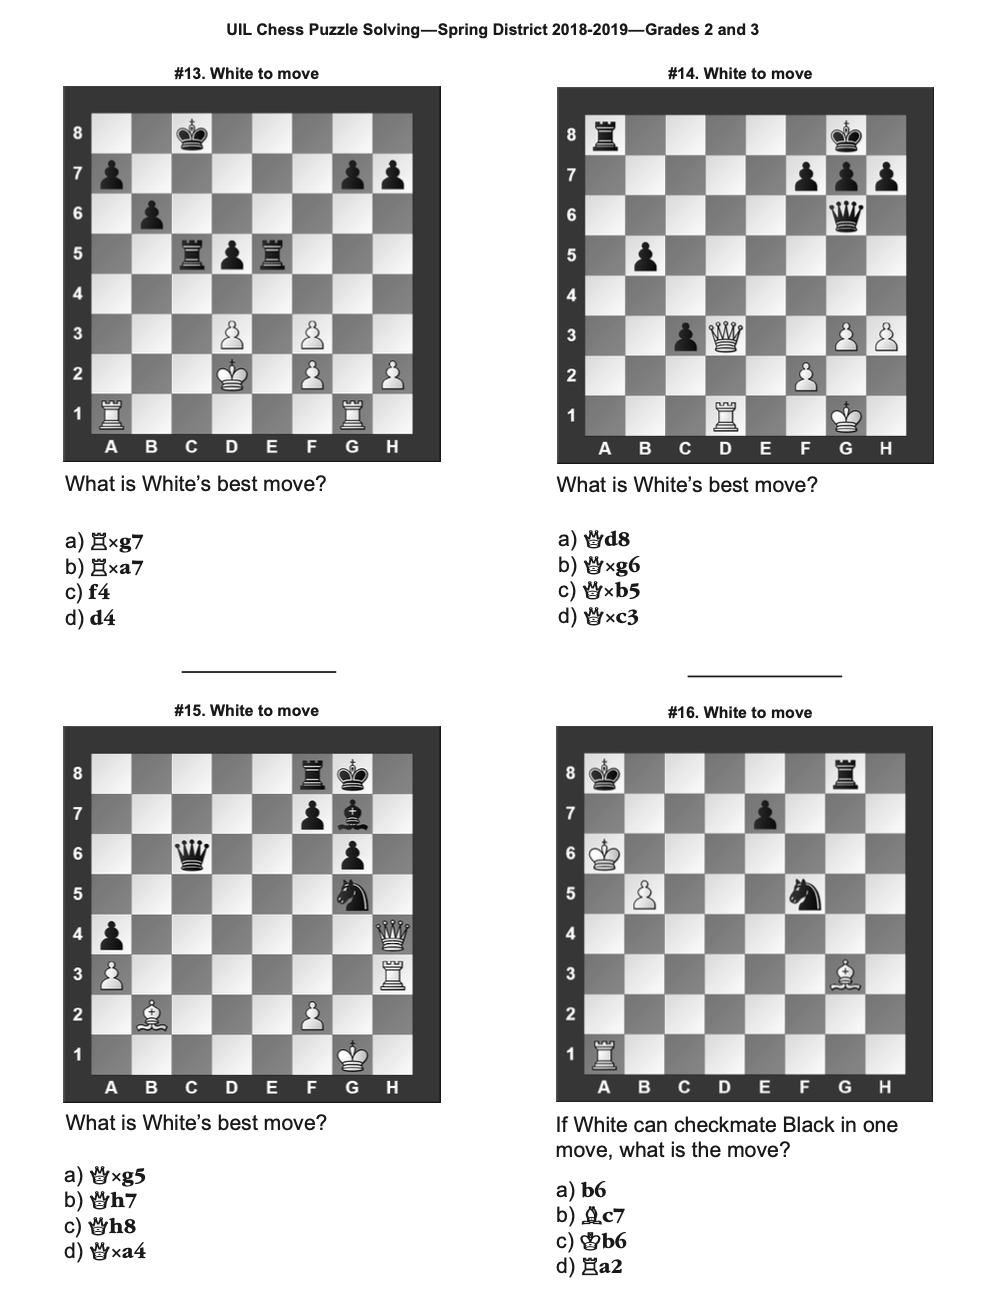 UIL Chess Puzzle Solving—Spring District 2018-2019—Grades 2 and 3
#13. White to move
8
7
6
5
4
3
2
1
A B C D E F G H
What is White’s best move?
a) ♖×g7
b) ♖×a7
c) f4
d) d4
#14. White to move
8
7
6
5
4
3
2
1
A B C D E F G H
What is White’s best move?
a) ♕d8
b) ♕×g6
c) ♕×b5
d) ♕×c3
#15. White to move
8
7
6
5
4
3
2
1
A B C D E F G H
What is White’s best move?
a) ♕×g5
b) ♕h7
c) ♕h8
d) ♕×a4
#16. White to move
8
7
6
5
4
3
2
1
A B C D E F G H
If White can checkmate Black in one
move, what is the move?
a) b6
b) ♗c7
c) ♔b6
d) ♖a2